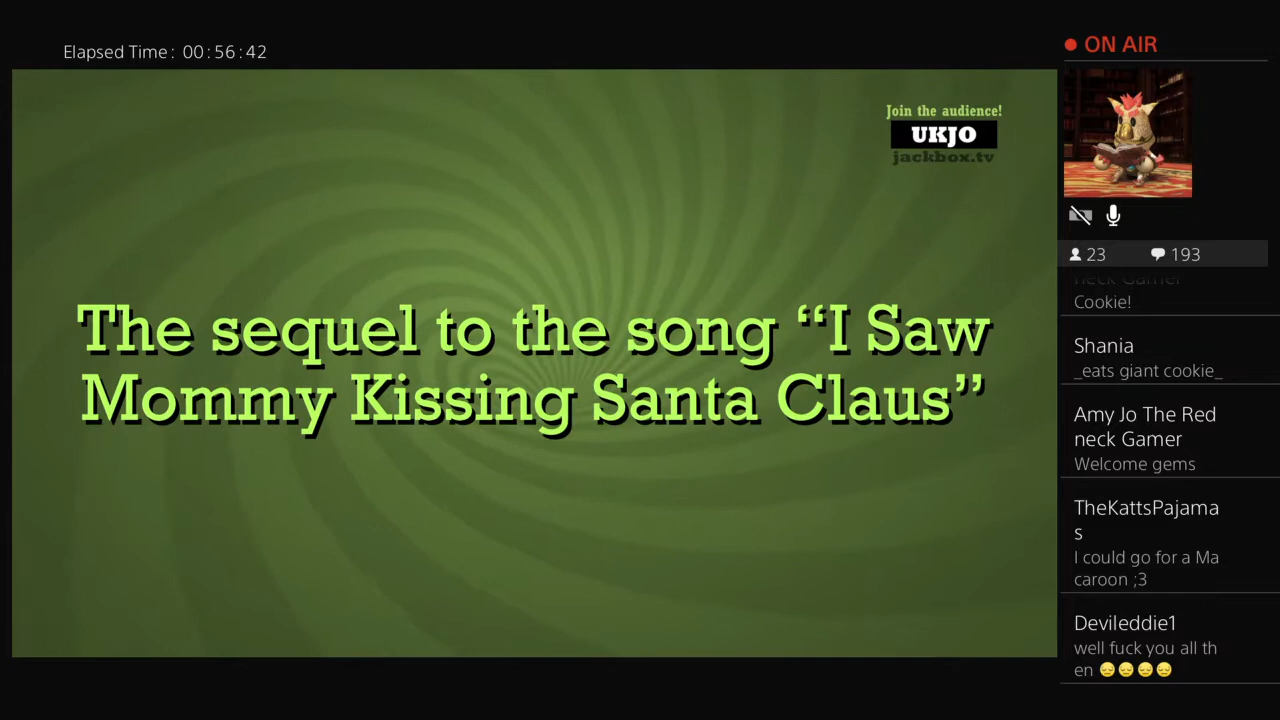 Elapsed Time: 00:56:42
ON AIR
Join the audience!
UKJO
jackbox.tv
The sequel to the song “I Saw
Mommy Kissing Santa Claus”
23
193
neck Gamer
Cookie!
Shania
_eats giant cookie_
Amy Jo The Red
neck Gamer
Welcome gems
TheKattsPajama
s
I could go for a Ma
caroon ;3
Devileddie1
well fuck you all th
en 😔😔😔😔